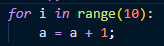 for i in range(10):
    a = a + 1;